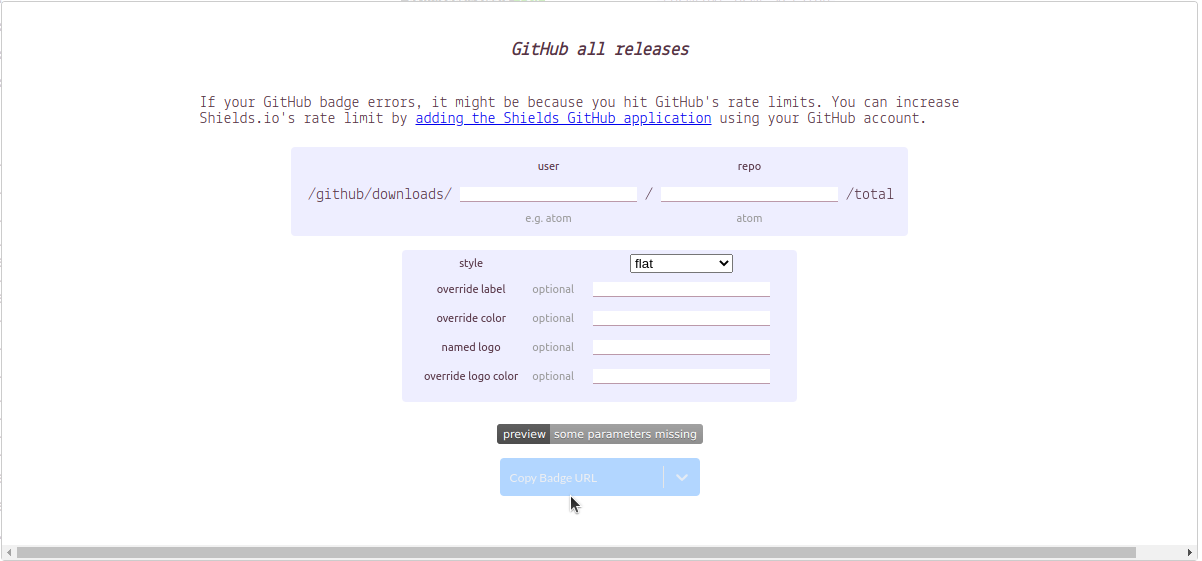 GitHub all releases
If your GitHub badge errors, it might be because you hit GitHub's rate limits. You can increase
Shields.io's rate limit by adding the Shields GitHub application using your GitHub account.
user repo
/github/downloads/ / /total
e.g. atom atom
style flat
override label optional
override color optional
named logo optional
override logo color optional
preview some parameters missing
Copy Badge URL